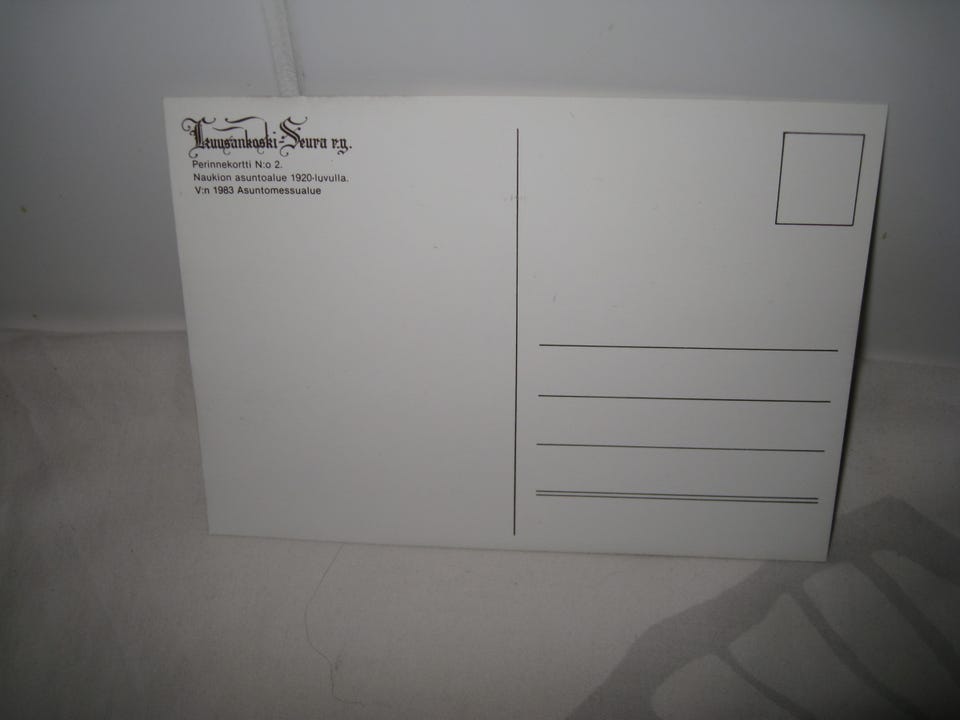 Kuusankoski-Seura r.y.
Perinnekortti N:o 2.
Naukion asuntoalue 1920-luvulla.
V:n 1983 Asuntomessualue